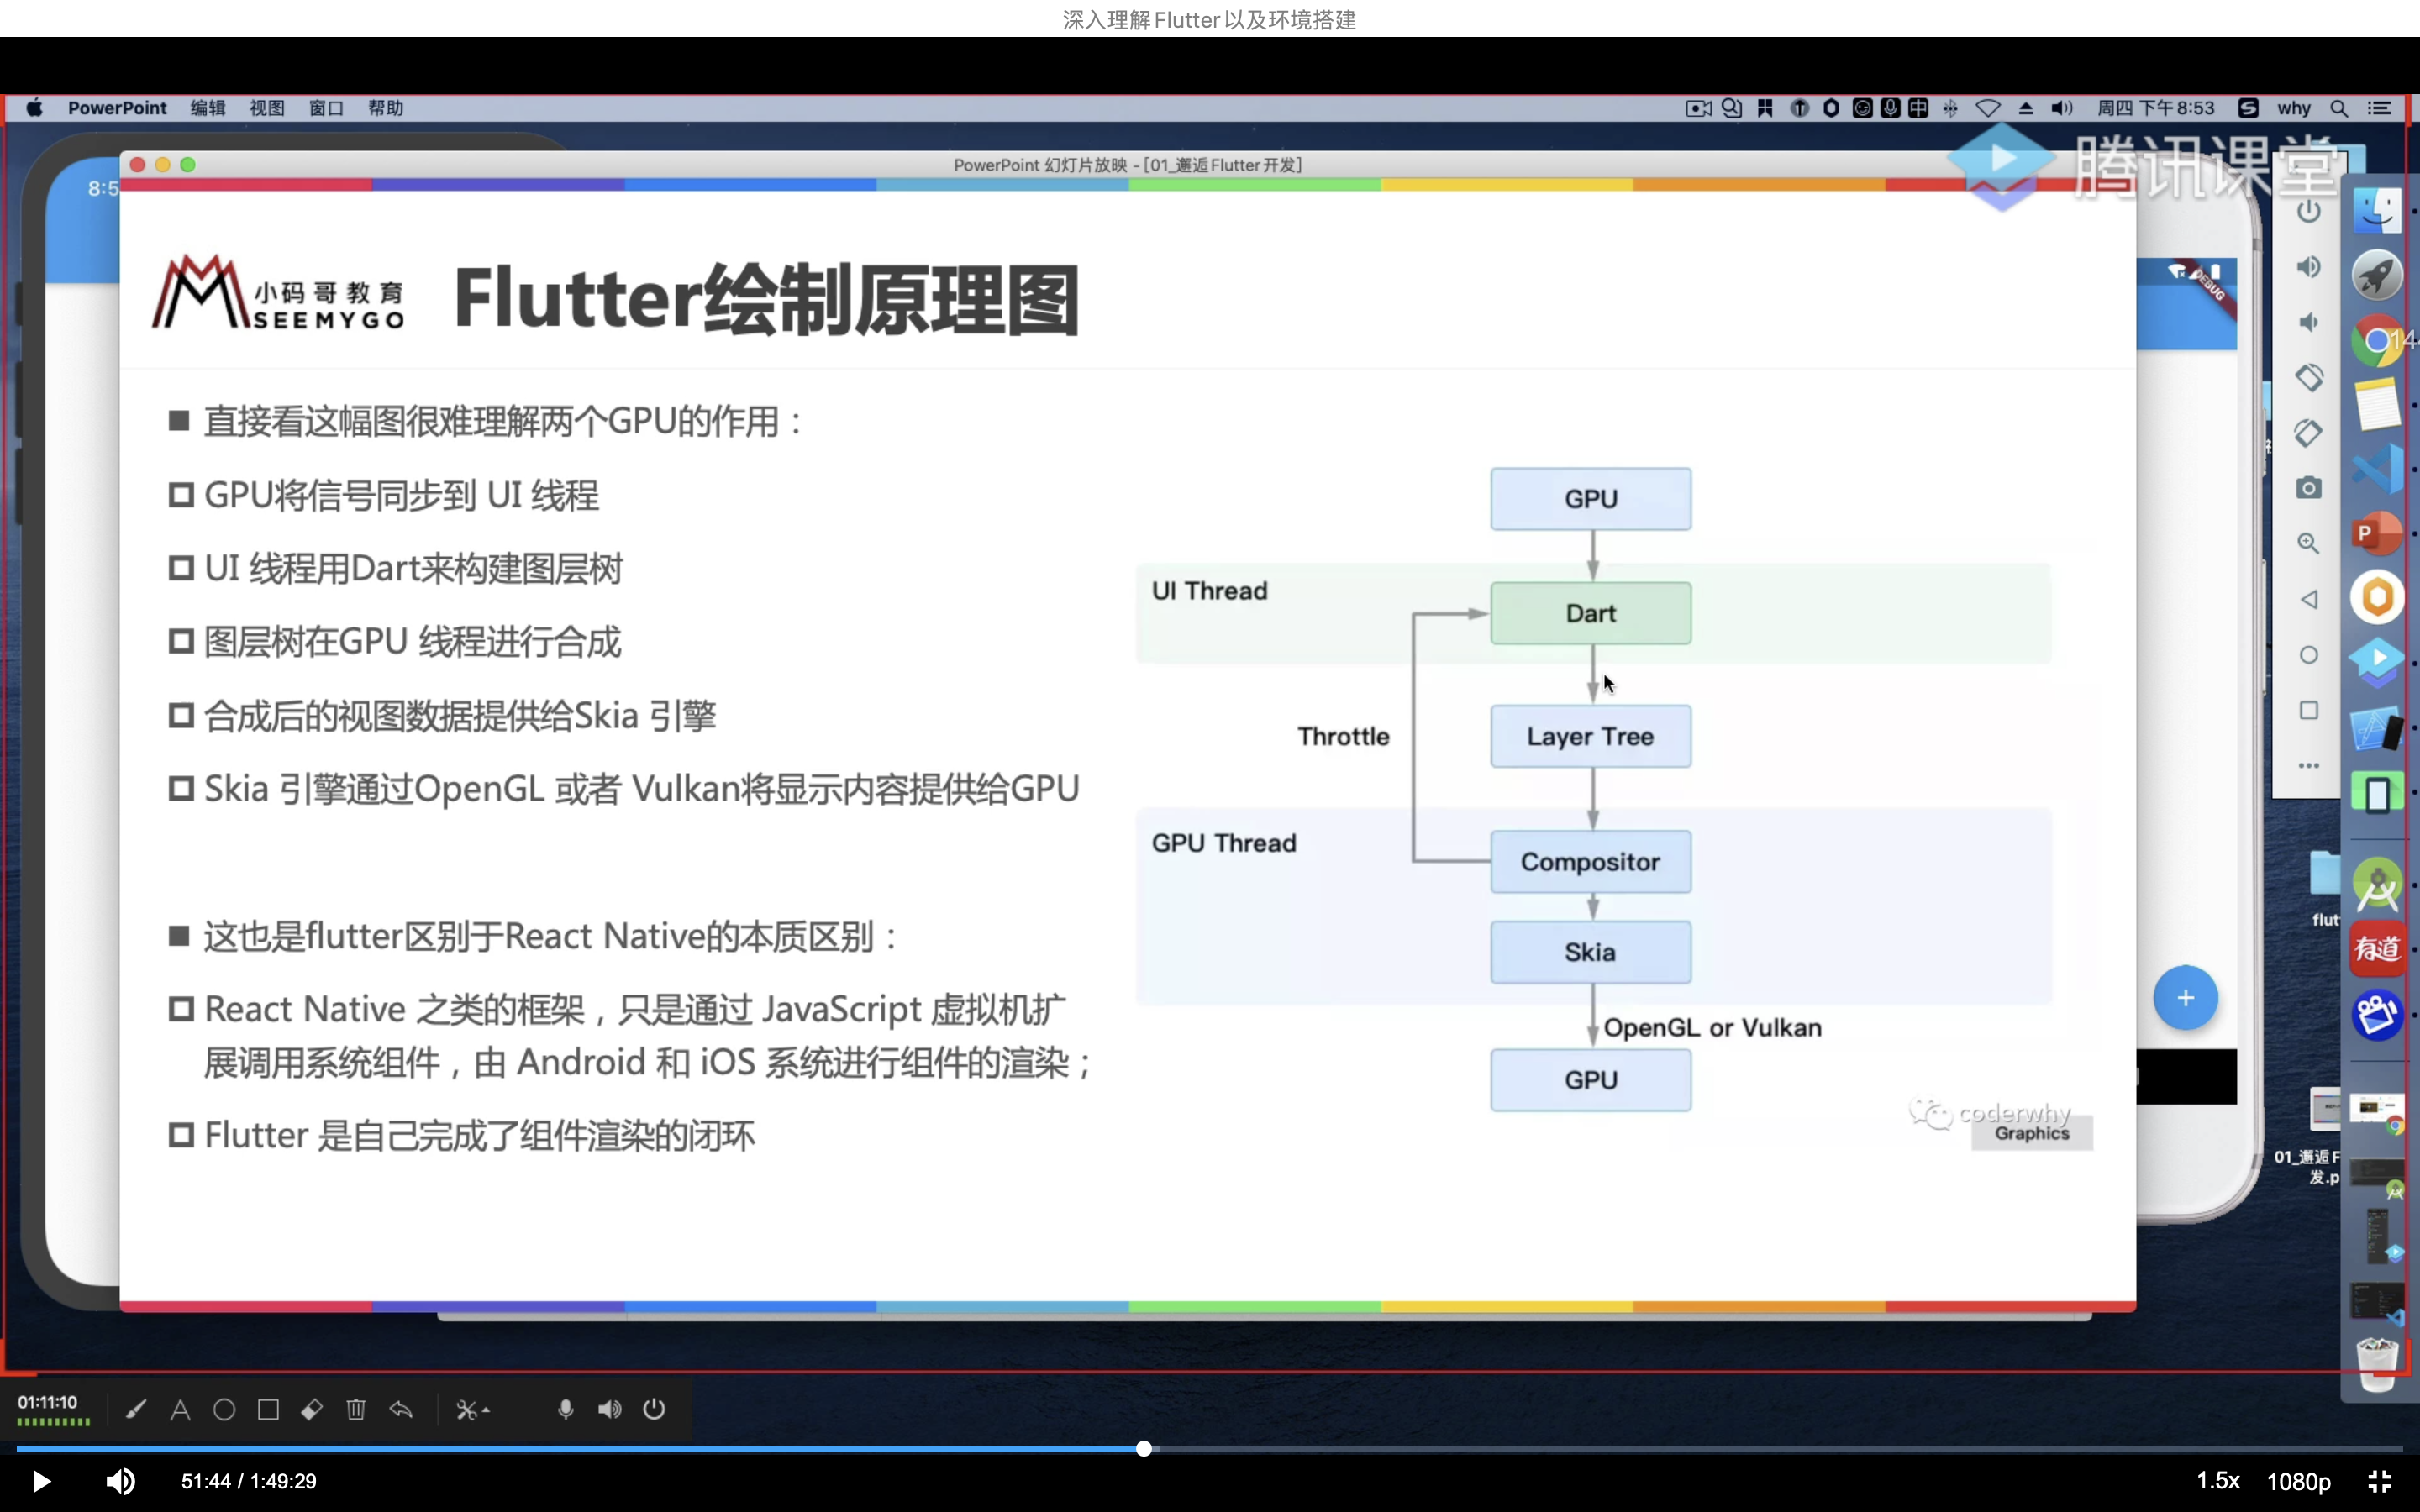 深入理解Flutter以及环境搭建
PowerPoint 编辑 视图 窗口 帮助
中 周四 下午8:53 why
腾讯课堂
PowerPoint 幻灯片放映 - [01_邂逅Flutter开发]
8:5
DEBUG
小码哥教育
SEEMYGO
Flutter绘制原理图
直接看这幅图很难理解两个GPU的作用：
GPU将信号同步到 UI 线程
UI 线程用Dart来构建图层树
图层树在GPU 线程进行合成
合成后的视图数据提供给Skia 引擎
Skia 引擎通过OpenGL 或者 Vulkan将显示内容提供给GPU
这也是flutter区别于React Native的本质区别：
React Native 之类的框架，只是通过 JavaScript 虚拟机扩
展调用系统组件，由 Android 和 iOS 系统进行组件的渲染；
Flutter 是自己完成了组件渲染的闭环
GPU
UI Thread
Dart
Throttle
Layer Tree
GPU Thread
Compositor
Skia
OpenGL or Vulkan
GPU
coderwhy
Graphics
14
P
flut
有道
01_邂逅F
发.p
01:11:10
51:44 / 1:49:29
1.5x 1080p